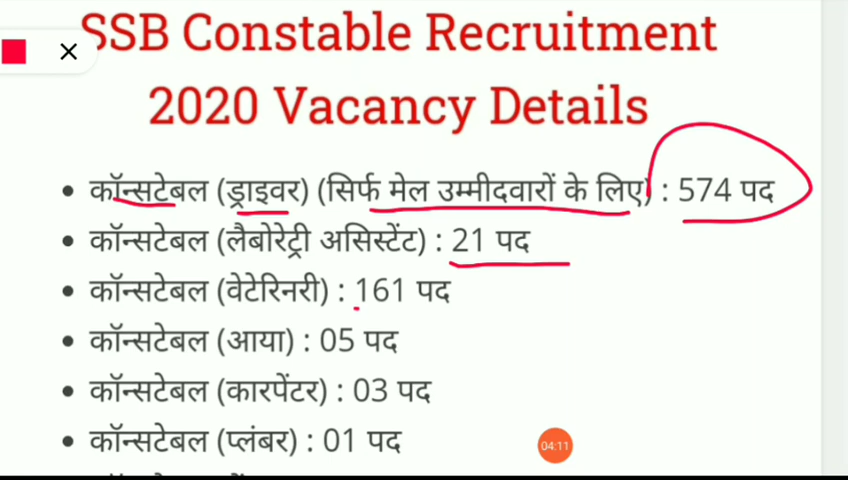 SSB Constable Recruitment
2020 Vacancy Details
कॉन्सटेबल (ड्राइवर) (सिर्फ मेल उम्मीदवारों के लिए) : 574 पद
कॉन्सटेबल (लैबोरेट्री असिस्टेंट) : 21 पद
कॉन्सटेबल (वेटेरिनरी) : 161 पद
कॉन्सटेबल (आया) : 05 पद
कॉन्सटेबल (कारपेंटर) : 03 पद
कॉन्सटेबल (प्लंबर) : 01 पद
04:11